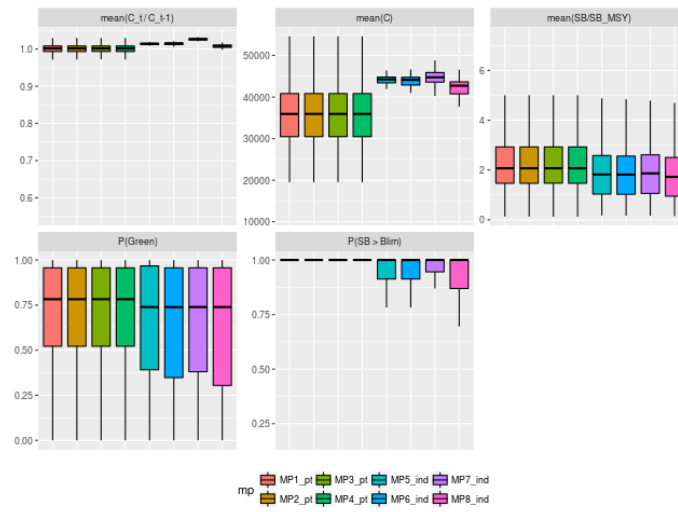 mean(C_t / C_t-1)
mean(C)
mean(SB/SB_MSY)
1.0
0.9
0.8
0.7
0.6
50000
40000
30000
20000
10000
6
4
2
0
P(Green)
P(SB > Blim)
1.00
0.75
0.50
0.25
0.00
1.00
0.75
0.50
0.25
mp
MP1_pt MP3_pt MP5_ind MP7_ind
MP2_pt MP4_pt MP6_ind MP8_ind